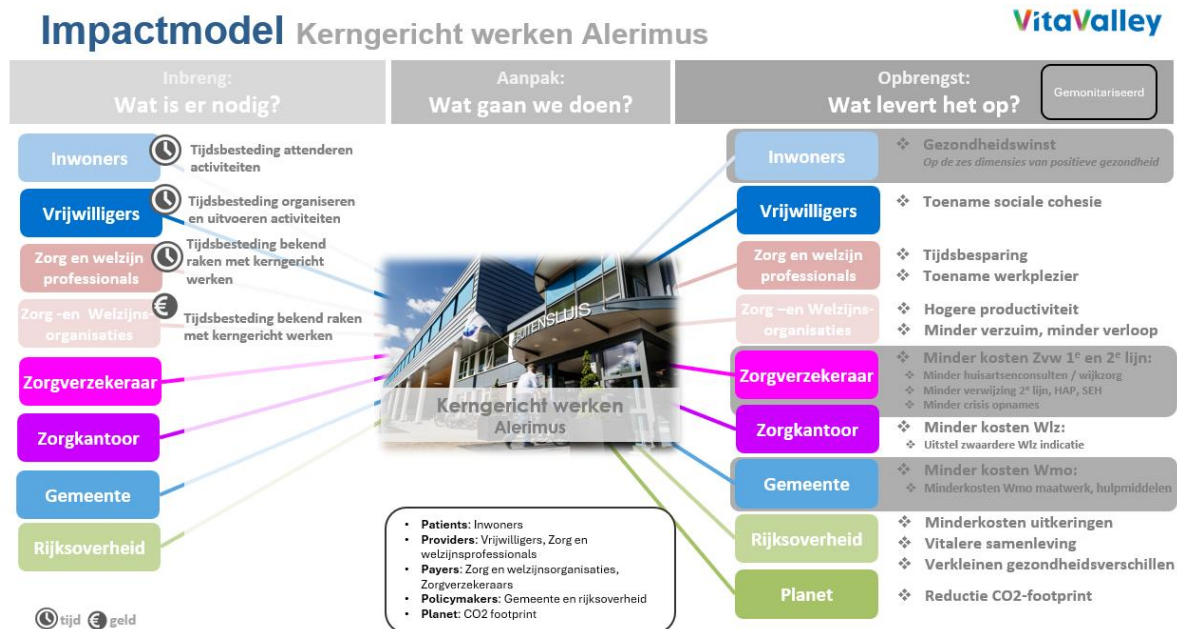 Impactmodel Kerngericht werken Alerimus
VitaValley
Inbreng:
Wat is er nodig?
Aanpak:
Wat gaan we doen?
Opbrengst:
Wat levert het op?
Gemonitariseerd
Inwoners
Tijdsbesteding attenderen
activiteiten
Vrijwilligers
Tijdsbesteding organiseren
en uitvoeren activiteiten
Zorg en welzijn
professionals
Tijdsbesteding bekend
raken met kerngericht
werken
Zorg -en Welzijns-
organisaties
€
Tijdsbesteding bekend raken
met kerngericht werken
Zorgverzekeraar
Zorgkantoor
Gemeente
Rijksoverheid
tijd € geld
BUITENSLUIS
Kerngericht werken
Alerimus
• Patients: Inwoners
• Providers: Vrijwilligers, Zorg en
welzijnsprofessionals
• Payers: Zorg en welzijnsorganisaties,
Zorgverzekeraars
• Policymakers: Gemeente en rijksoverheid
• Planet: CO2 footprint
Inwoners
❖ Gezondheidswinst
Op de zes dimensies van positieve gezondheid
Vrijwilligers
❖ Toename sociale cohesie
Zorg en welzijn
professionals
❖ Tijdsbesparing
❖ Toename werkplezier
Zorg –en Welzijns-
organisaties
❖ Hogere productiviteit
❖ Minder verzuim, minder verloop
Zorgverzekeraar
❖ Minder kosten Zvw 1e en 2e lijn:
❖ Minder huisartsenconsulten / wijkzorg
❖ Minder verwijzing 2e lijn, HAP, SEH
❖ Minder crisis opnames
Zorgkantoor
❖ Minder kosten Wlz:
❖ Uitstel zwaardere Wlz indicatie
Gemeente
❖ Minder kosten Wmo:
❖ Minderkosten Wmo maatwerk, hulpmiddelen
Rijksoverheid
❖ Minderkosten uitkeringen
❖ Vitalere samenleving
❖ Verkleinen gezondheidsverschillen
Planet
❖ Reductie CO2-footprint